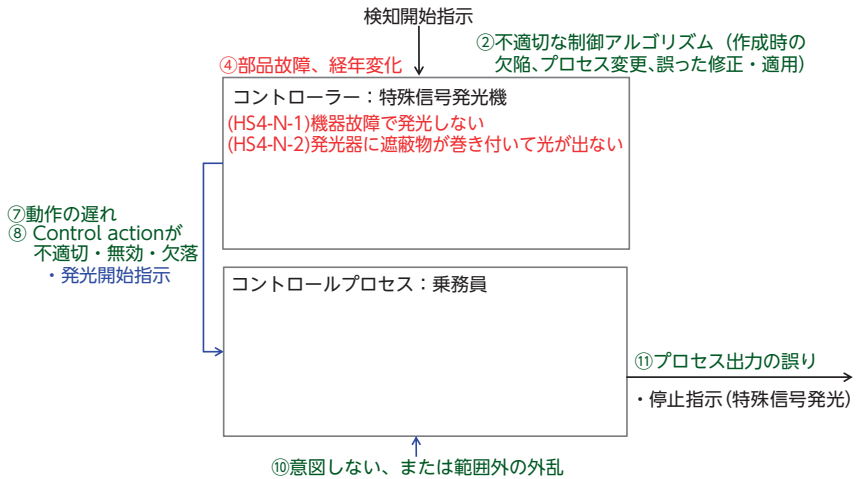 検知開始指示
②不適切な制御アルゴリズム（作成時の
欠陥、プロセス変更、誤った修正・適用）
④部品故障、経年変化
コントローラー：特殊信号発光機
(HS4-N-1)機器故障で発光しない
(HS4-N-2)発光器に遮蔽物が巻き付いて光が出ない
⑦動作の遅れ
⑧ Control actionが
不適切・無効・欠落
・発光開始指示
コントロールプロセス：乗務員
⑪プロセス出力の誤り
・停止指示(特殊信号発光)
⑩意図しない、または範囲外の外乱